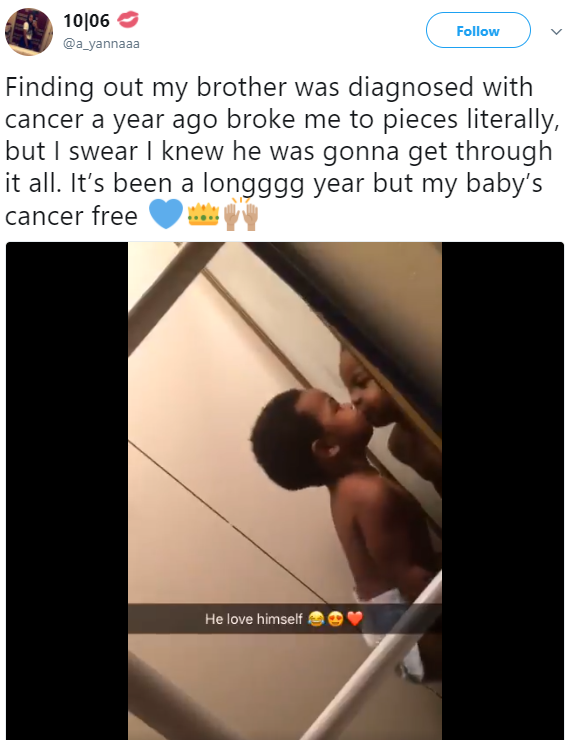 10|06 💋
@a_yannaaa
Follow
Finding out my brother was diagnosed with
cancer a year ago broke me to pieces literally,
but I swear I knew he was gonna get through
it all. It’s been a longggg year but my baby’s
cancer free 💙👑🙌🏼
He love himself 😂😍❤️